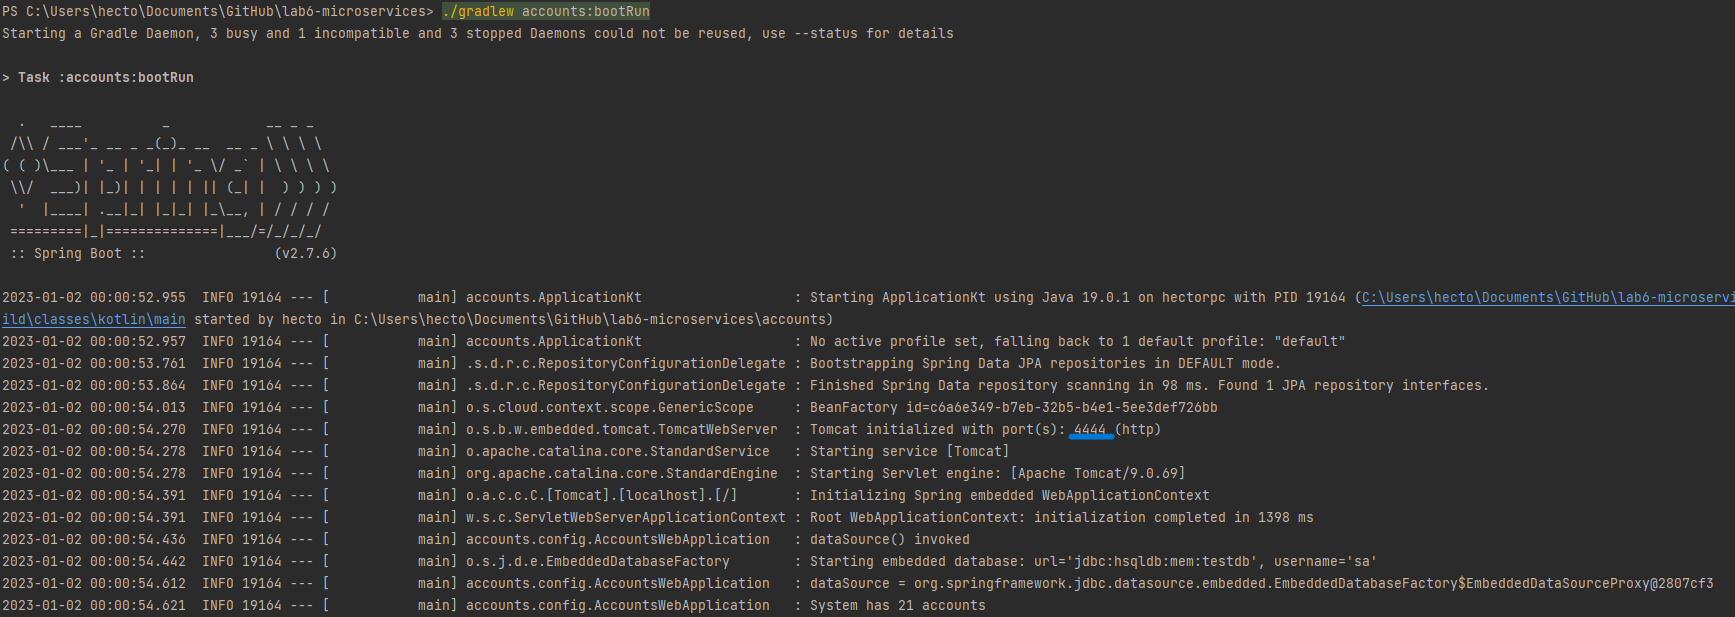 PS C:\Users\hecto\Documents\GitHub\lab6-microservices> ./gradlew accounts:bootRun
Starting a Gradle Daemon, 3 busy and 1 incompatible and 3 stopped Daemons could not be reused, use --status for details
> Task :accounts:bootRun
  .   ____          _            __ _ _
 /\\ / ___'_ __ _ _(_)_ __  __ _ \ \ \ \
( ( )\___ | '_ | '_| | '_ \/ _` | \ \ \ \
 \\/  ___)| |_)| | | | | || (_| |  ) ) ) )
  '  |____| .__|_| |_|_| |_\__, | / / / /
 =========|_|==============|___/=/_/_/_/
 :: Spring Boot ::                (v2.7.6)
2023-01-02 00:00:52.955  INFO 19164 --- [           main] accounts.ApplicationKt                   : Starting ApplicationKt using Java 19.0.1 on hectorpc with PID 19164 (C:\Users\hecto\Documents\GitHub\lab6-microservi
ild\classes\kotlin\main started by hecto in C:\Users\hecto\Documents\GitHub\lab6-microservices\accounts)
2023-01-02 00:00:52.957  INFO 19164 --- [           main] accounts.ApplicationKt                   : No active profile set, falling back to 1 default profile: "default"
2023-01-02 00:00:53.761  INFO 19164 --- [           main] .s.d.r.c.RepositoryConfigurationDelegate : Bootstrapping Spring Data JPA repositories in DEFAULT mode.
2023-01-02 00:00:53.864  INFO 19164 --- [           main] .s.d.r.c.RepositoryConfigurationDelegate : Finished Spring Data repository scanning in 98 ms. Found 1 JPA repository interfaces.
2023-01-02 00:00:54.013  INFO 19164 --- [           main] o.s.cloud.context.scope.GenericScope     : BeanFactory id=c6a6e349-b7eb-32b5-b4e1-5ee3def726bb
2023-01-02 00:00:54.270  INFO 19164 --- [           main] o.s.b.w.embedded.tomcat.TomcatWebServer  : Tomcat initialized with port(s): 4444 (http)
2023-01-02 00:00:54.278  INFO 19164 --- [           main] o.apache.catalina.core.StandardService   : Starting service [Tomcat]
2023-01-02 00:00:54.278  INFO 19164 --- [           main] org.apache.catalina.core.StandardEngine  : Starting Servlet engine: [Apache Tomcat/9.0.69]
2023-01-02 00:00:54.391  INFO 19164 --- [           main] o.a.c.c.C.[Tomcat].[localhost].[/]       : Initializing Spring embedded WebApplicationContext
2023-01-02 00:00:54.391  INFO 19164 --- [           main] w.s.c.ServletWebServerApplicationContext : Root WebApplicationContext: initialization completed in 1398 ms
2023-01-02 00:00:54.436  INFO 19164 --- [           main] accounts.config.AccountsWebApplication   : dataSource() invoked
2023-01-02 00:00:54.442  INFO 19164 --- [           main] o.s.j.d.e.EmbeddedDatabaseFactory        : Starting embedded database: url='jdbc:hsqldb:mem:testdb', username='sa'
2023-01-02 00:00:54.612  INFO 19164 --- [           main] accounts.config.AccountsWebApplication   : dataSource = org.springframework.jdbc.datasource.embedded.EmbeddedDatabaseFactory$EmbeddedDataSourceProxy@2807cf3
2023-01-02 00:00:54.621  INFO 19164 --- [           main] accounts.config.AccountsWebApplication   : System has 21 accounts